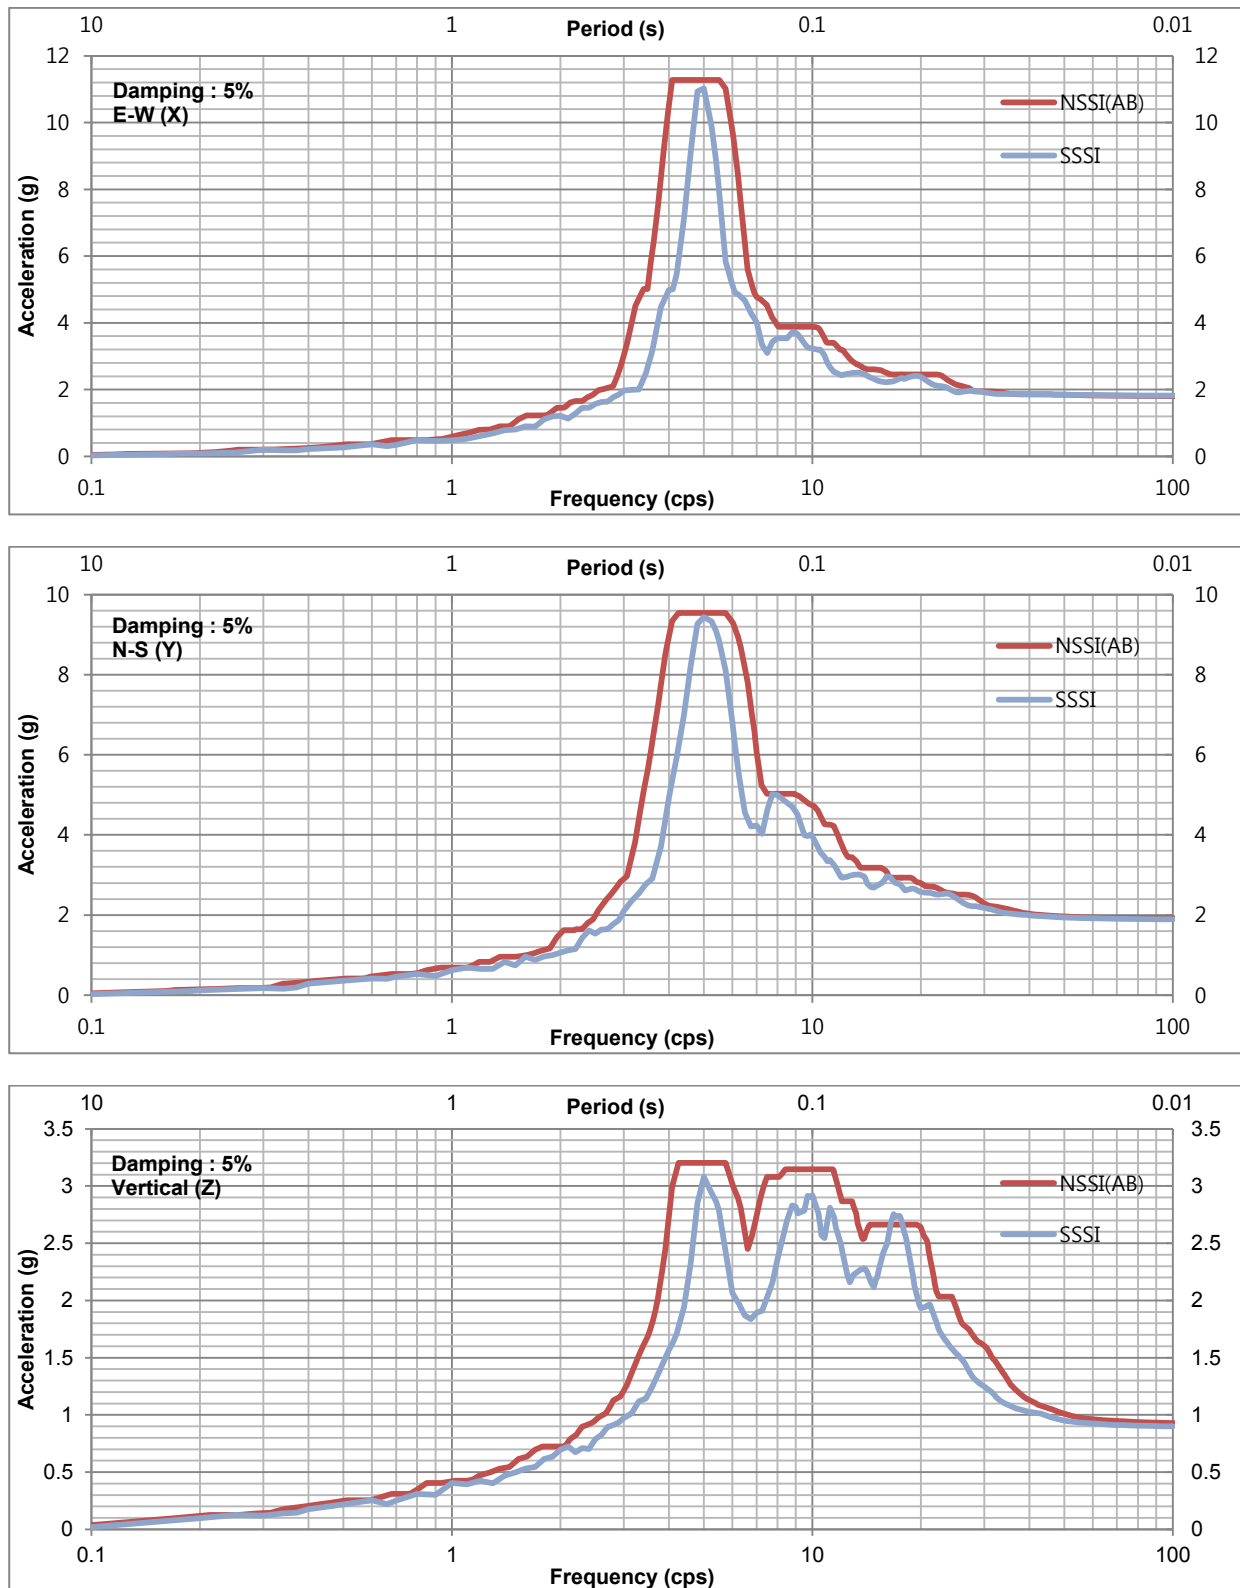 10 1 Period (s) 0.1 0.01
12 12
Damping : 5%
E-W (X)
NSSI(AB)
10 10
SSSI
8 8
Acceleration (g)
6 6
4 4
2 2
0 0
0.1 1 Frequency (cps) 10 100
10 1 Period (s) 0.1 0.01
10 10
Damping : 5%
N-S (Y)
NSSI(AB)
8 8
SSSI
Acceleration (g)
6 6
4 4
2 2
0 0
0.1 1 Frequency (cps) 10 100
10 1 Period (s) 0.1 0.01
3.5 3.5
Damping : 5%
Vertical (Z)
NSSI(AB)
3 3
SSSI
2.5 2.5
Acceleration (g)
2 2
1.5 1.5
1 1
0.5 0.5
0 0
0.1 1 Frequency (cps) 10 100